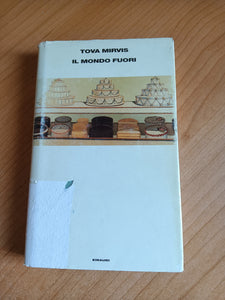 TOVA MIRVIS
IL MONDO FUORI
EINAUDI